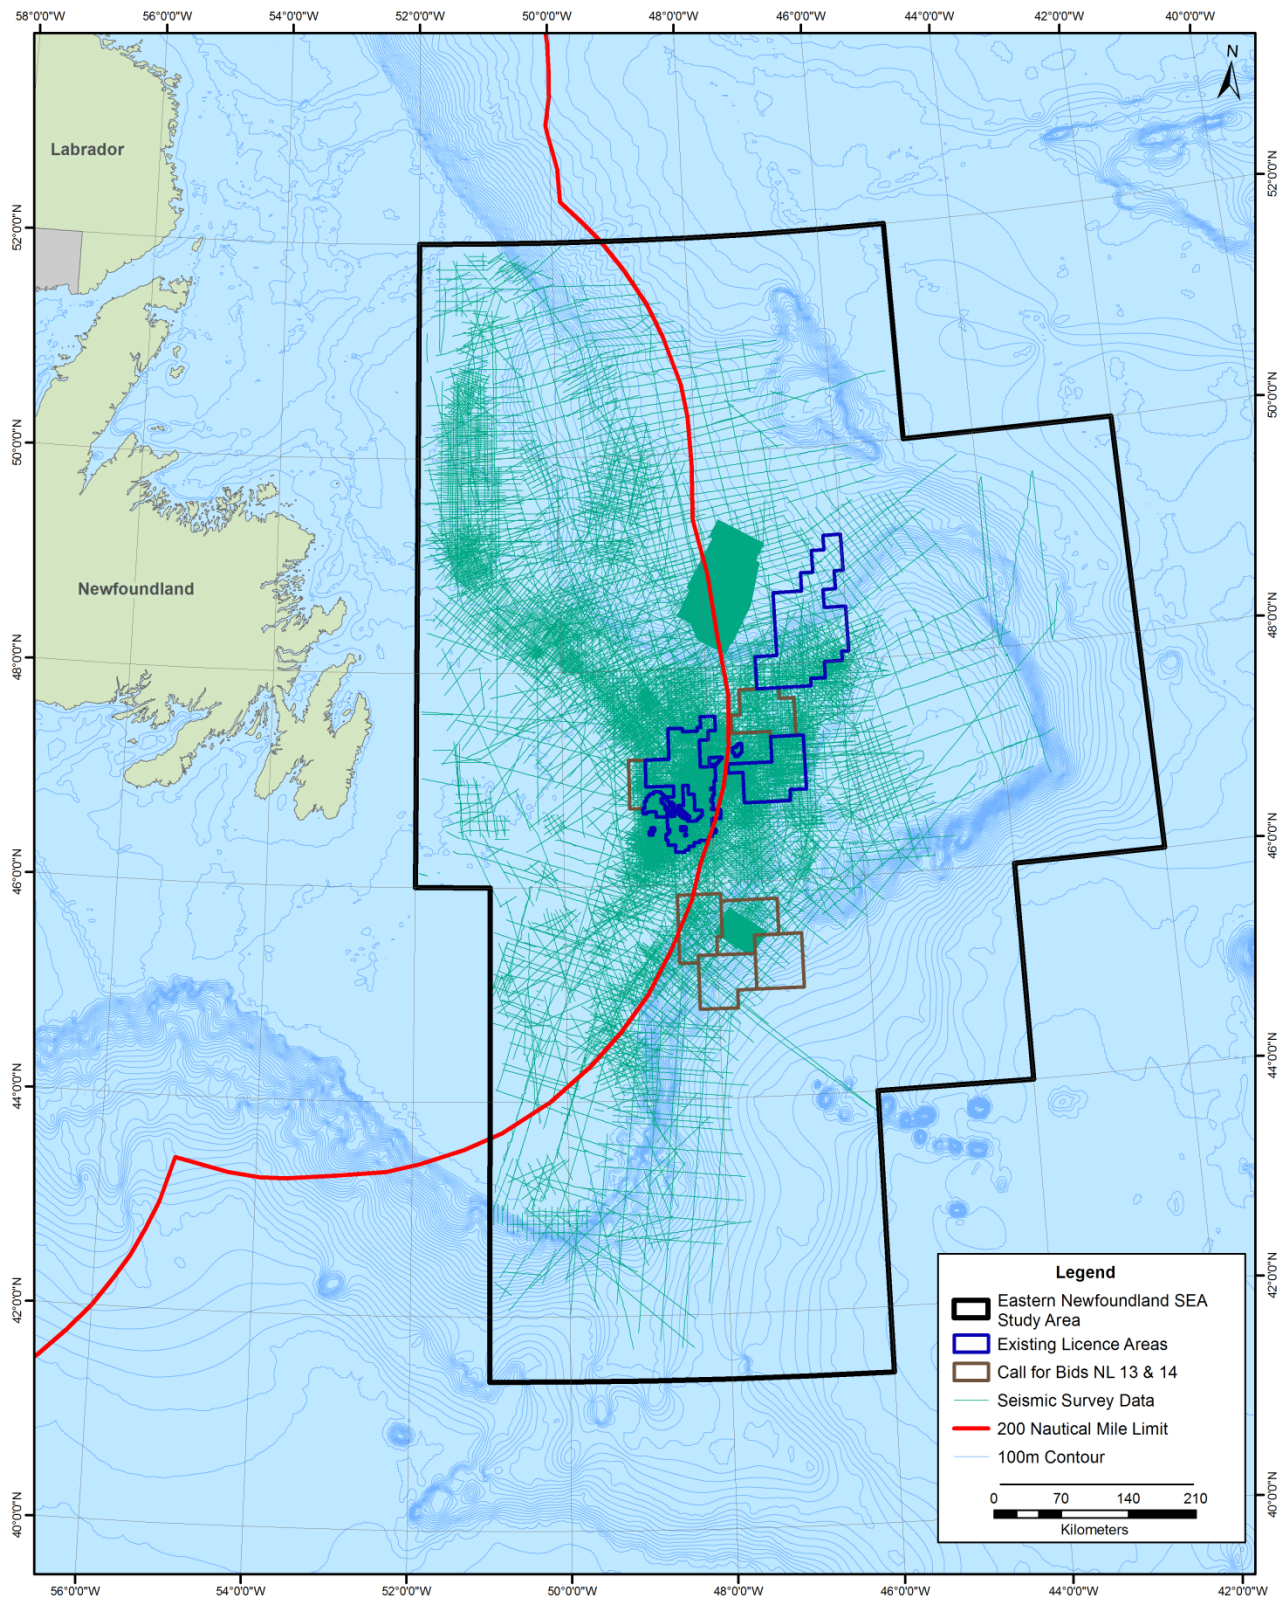 58°0'0"W 56°0'0"W 54°0'0"W 52°0'0"W 50°0'0"W 48°0'0"W 46°0'0"W 44°0'0"W 42°0'0"W 40°0'0"W
N
Labrador
52°0'0"N
52°0'0"N
50°0'0"N
50°0'0"N
Newfoundland
48°0'0"N
48°0'0"N
46°0'0"N
46°0'0"N
44°0'0"N
44°0'0"N
42°0'0"N
42°0'0"N
40°0'0"N
40°0'0"N
Legend
Eastern Newfoundland SEA
Study Area
Existing Licence Areas
Call for Bids NL 13 & 14
Seismic Survey Data
200 Nautical Mile Limit
100m Contour
0 70 140 210
Kilometers
56°0'0"W 54°0'0"W 52°0'0"W 50°0'0"W 48°0'0"W 46°0'0"W 44°0'0"W 42°0'0"W